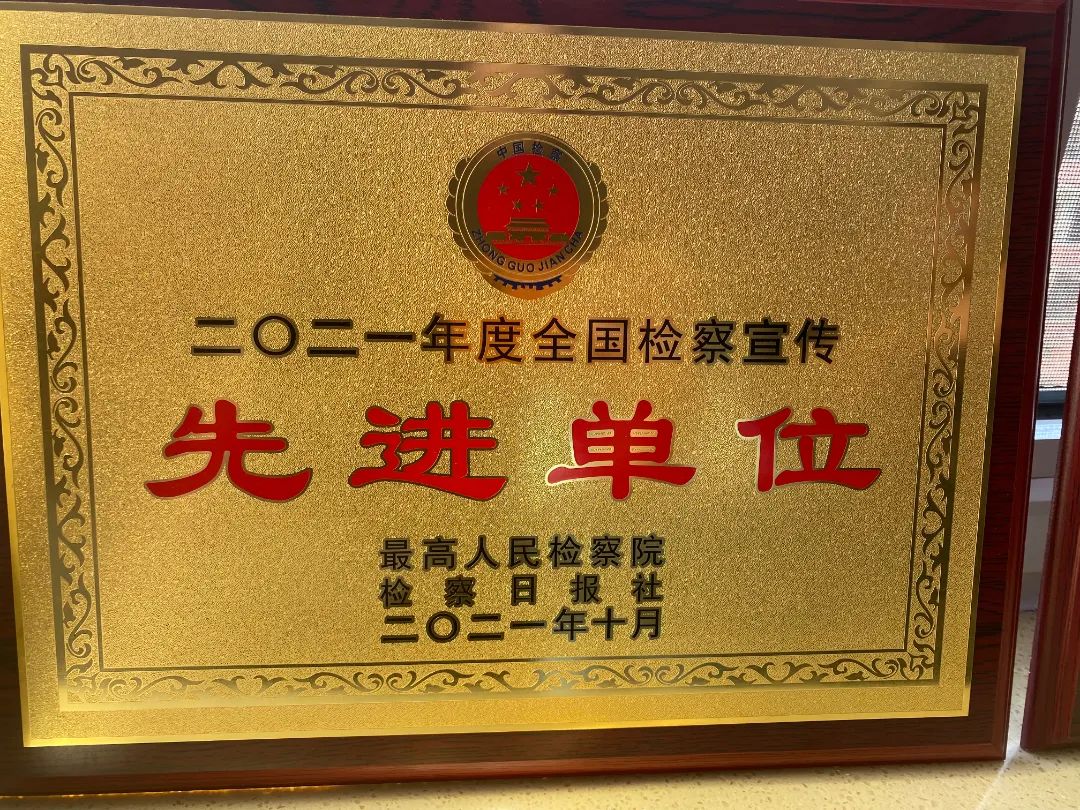 中国检察
ZHONG GUO JIAN CHA
二〇二一年度全国检察宣传
先进单位
最高人民检察院
检察日报社
二〇二一年十月